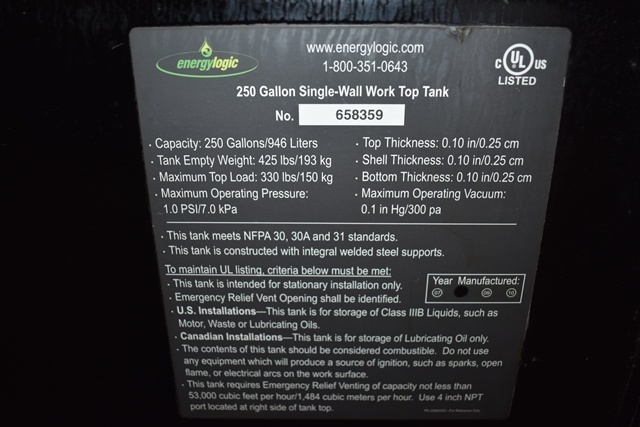 energylogic
www.energylogic.com
1-800-351-0643
C UL US
LISTED
250 Gallon Single-Wall Work Top Tank
No. 658359
· Capacity: 250 Gallons/946 Liters
· Tank Empty Weight: 425 lbs/193 kg
· Maximum Top Load: 330 lbs/150 kg
· Maximum Operating Pressure:
1.0 PSI/7.0 kPa
· Top Thickness: 0.10 in/0.25 cm
· Shell Thickness: 0.10 in/0.25 cm
· Bottom Thickness: 0.10 in/0.25 cm
· Maximum Operating Vacuum:
0.1 in Hg/300 pa
· This tank meets NFPA 30, 30A and 31 standards.
· This tank is constructed with integral welded steel supports.
To maintain UL listing, criteria below must be met:
· This tank is intended for stationary installation only.
· Emergency Relief Vent Opening shall be identified.
Year Manufactured:
07 09 10
· U.S. Installations—This tank is for storage of Class IIIB Liquids, such as
Motor, Waste or Lubricating Oils.
· Canadian Installations—This tank is for storage of Lubricating Oil only.
· The contents of this tank should be considered combustible. Do not use
any equipment which will produce a source of ignition, such as sparks, open
flame, or electrical arcs on the work surface.
· This tank requires Emergency Relief Venting of capacity not less than
53,000 cubic feet per hour/1,484 cubic meters per hour. Use 4 inch NPT
port located at right side of tank top.